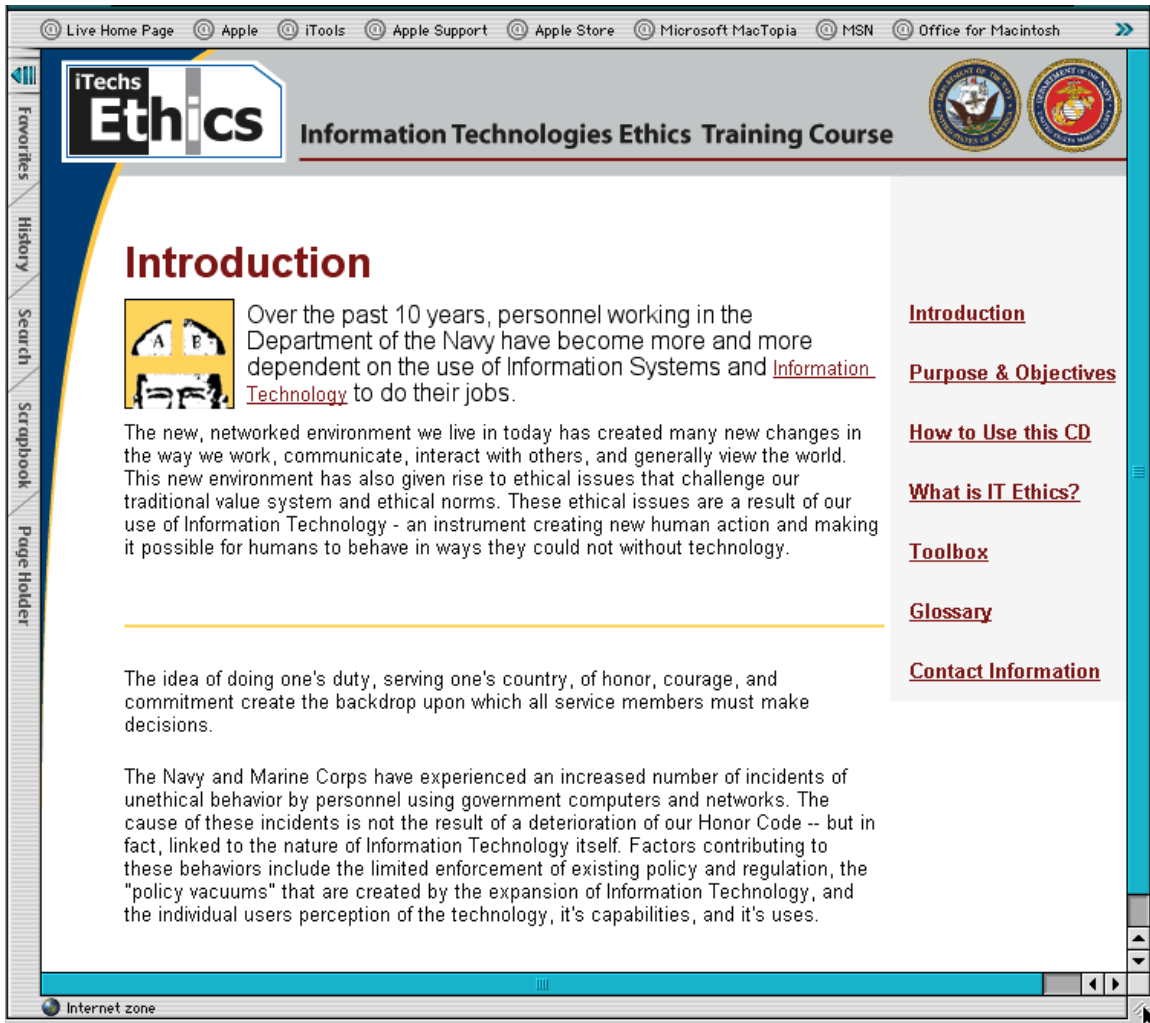 Live Home Page Apple iTools Apple Support Apple Store Microsoft MacTopia MSN Office for Macintosh
Favorites
History
Search
Scrapbook
Page Holder
iTechs
Ethics
Information Technologies Ethics Training Course
Introduction
Over the past 10 years, personnel working in the
Department of the Navy have become more and more
dependent on the use of Information Systems and Information
Technology to do their jobs.
The new, networked environment we live in today has created many new changes in
the way we work, communicate, interact with others, and generally view the world.
This new environment has also given rise to ethical issues that challenge our
traditional value system and ethical norms. These ethical issues are a result of our
use of Information Technology - an instrument creating new human action and making
it possible for humans to behave in ways they could not without technology.
The idea of doing one's duty, serving one's country, of honor, courage, and
commitment create the backdrop upon which all service members must make
decisions.
The Navy and Marine Corps have experienced an increased number of incidents of
unethical behavior by personnel using government computers and networks. The
cause of these incidents is not the result of a deterioration of our Honor Code -- but in
fact, linked to the nature of Information Technology itself. Factors contributing to
these behaviors include the limited enforcement of existing policy and regulation, the
"policy vacuums" that are created by the expansion of Information Technology, and
the individual users perception of the technology, it's capabilities, and it's uses.
A B
Introduction
Purpose & Objectives
How to Use this CD
What is IT Ethics?
Toolbox
Glossary
Contact Information
Internet zone